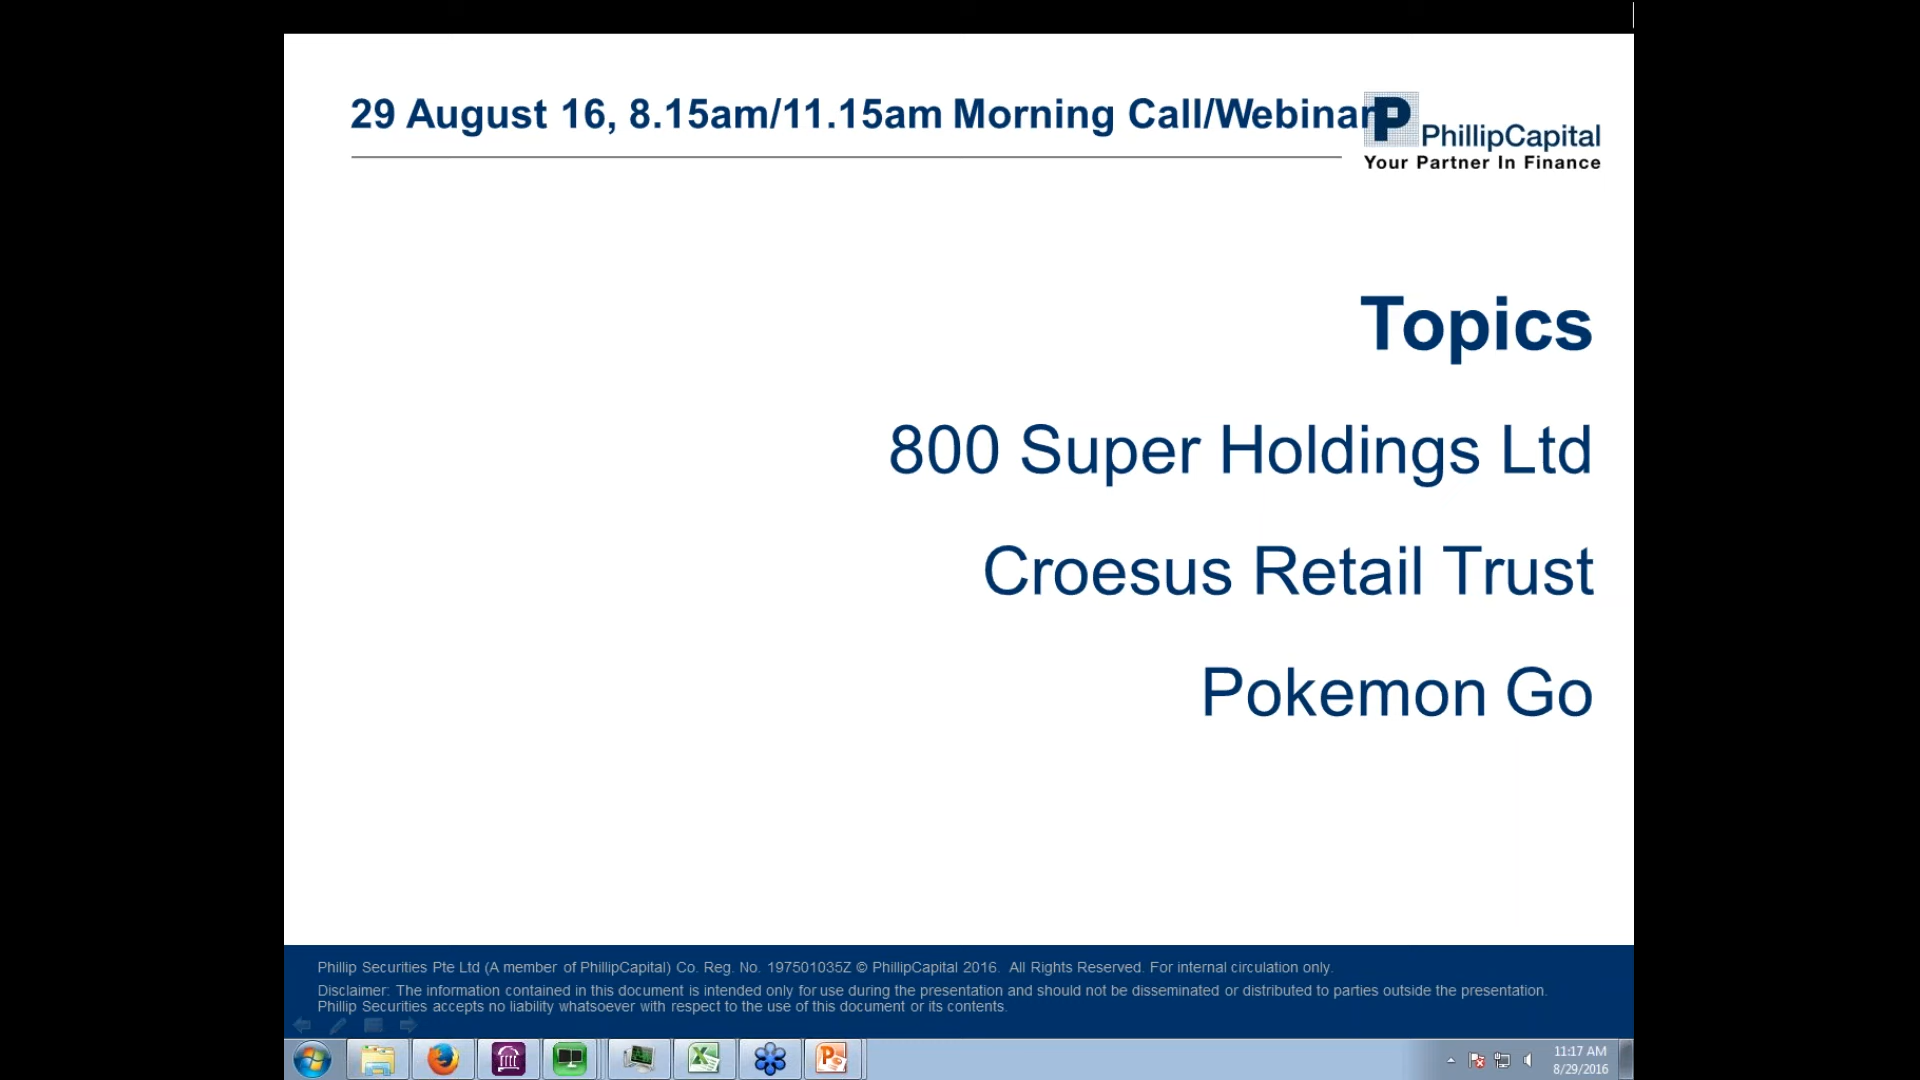 29 August 16, 8.15am/11.15am Morning Call/Webinar
P
PhillipCapital
Your Partner In Finance
Topics
800 Super Holdings Ltd
Croesus Retail Trust
Pokemon Go
Phillip Securities Pte Ltd (A member of PhillipCapital) Co. Reg. No. 197501035Z © PhillipCapital 2016. All Rights Reserved. For internal circulation only.
Disclaimer: The information contained in this document is intended only for use during the presentation and should not be disseminated or distributed to parties outside the presentation.
Phillip Securities accepts no liability whatsoever with respect to the use of this document or its contents.
11:17 AM
8/29/2016